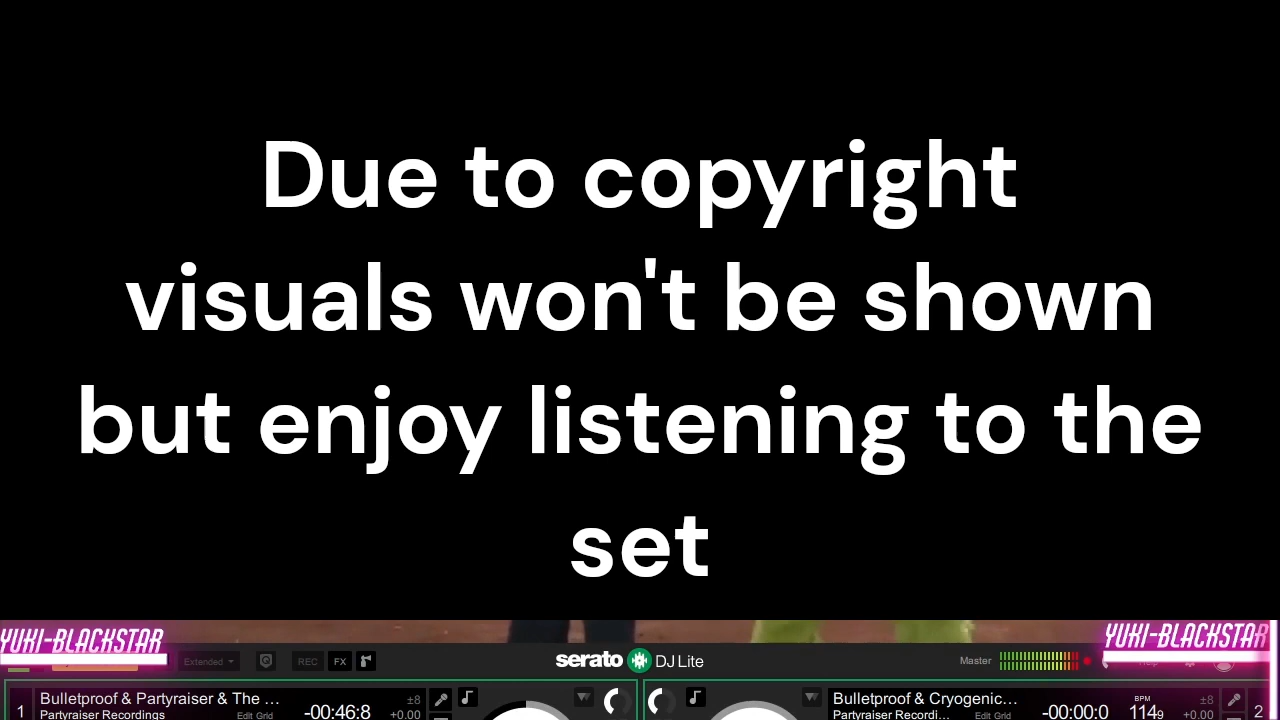 Due to copyright
visuals won't be shown
but enjoy listening to the
set
YUKI-BLACKSTAR
YUKI-BLACKSTAR
Extended
REC FX
serato DJ Lite
Master
Help
1 Bulletproof & Partyraiser & The ... ±8
Partyraiser Recordings Edit Grid -00:46:8 +0.00
Bulletproof & Cryogenic... BPM ±8
Partyraiser Recordi... Edit Grid -00:00:0 114 +0.00 2